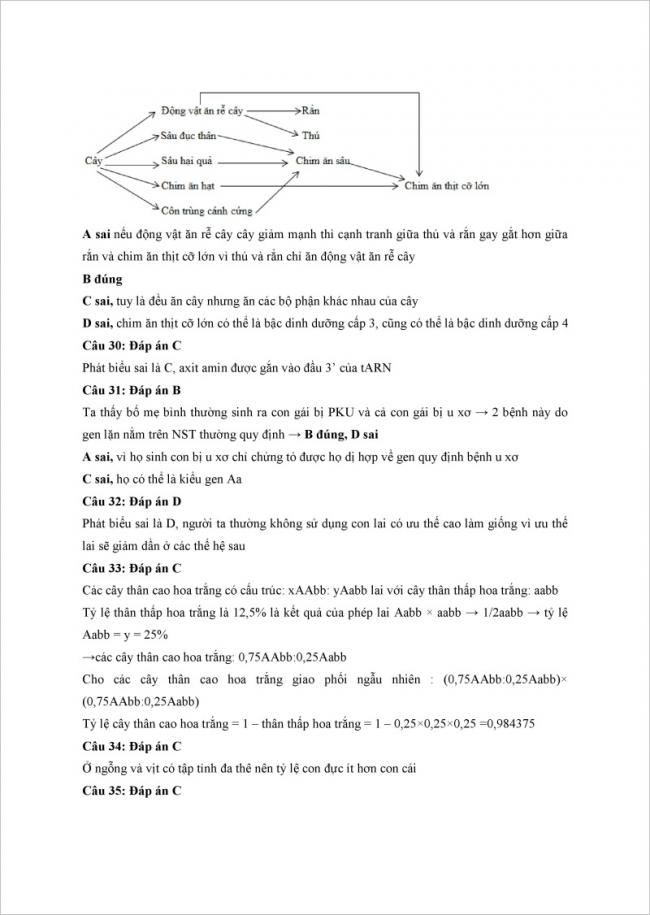 Động vật ăn rễ cây
Rắn
Sâu đục thân
Thú
Cây
Sâu hại quả
Chim ăn sâu
Chim ăn hạt
Chim ăn thịt cỡ lớn
Côn trùng cánh cứng
A sai nếu động vật ăn rễ cây cây giảm mạnh thì cạnh tranh giữa thú và rắn gay gắt hơn giữa
rắn và chim ăn thịt cỡ lớn vì thú và rắn chỉ ăn động vật ăn rễ cây
B đúng
C sai, tuy là đều ăn cây nhưng ăn các bộ phận khác nhau của cây
D sai, chim ăn thịt cỡ lớn có thể là bậc dinh dưỡng cấp 3, cũng có thể là bậc dinh dưỡng cấp 4
Câu 30: Đáp án C
Phát biểu sai là C, axit amin được gắn vào đầu 3’ của tARN
Câu 31: Đáp án B
Ta thấy bố mẹ bình thường sinh ra con gái bị PKU và cả con gái bị u xơ → 2 bệnh này do
gen lặn nằm trên NST thường quy định → B đúng, D sai
A sai, vì họ sinh con bị u xơ chỉ chứng tỏ được họ dị hợp về gen quy định bệnh u xơ
C sai, họ có thể là kiểu gen Aa
Câu 32: Đáp án D
Phát biểu sai là D, người ta thường không sử dụng con lai có ưu thế cao làm giống vì ưu thế
lai sẽ giảm dần ở các thế hệ sau
Câu 33: Đáp án C
Các cây thân cao hoa trắng có cấu trúc: xAAbb: yAabb lai với cây thân thấp hoa trắng: aabb
Tỷ lệ thân thấp hoa trắng là 12,5% là kết quả của phép lai Aabb × aabb → 1/2aabb → tỷ lệ
Aabb = y = 25%
→các cây thân cao hoa trắng: 0,75AAbb:0,25Aabb
Cho các cây thân cao hoa trắng giao phối ngẫu nhiên : (0,75AAbb:0,25Aabb)×
(0,75AAbb:0,25Aabb)
Tỷ lệ cây thân cao hoa trắng = 1 – thân thấp hoa trắng = 1 – 0,25×0,25×0,25 =0,984375
Câu 34: Đáp án C
Ở ngỗng và vịt có tập tính đa thê nên tỷ lệ con đực ít hơn con cái
Câu 35: Đáp án C